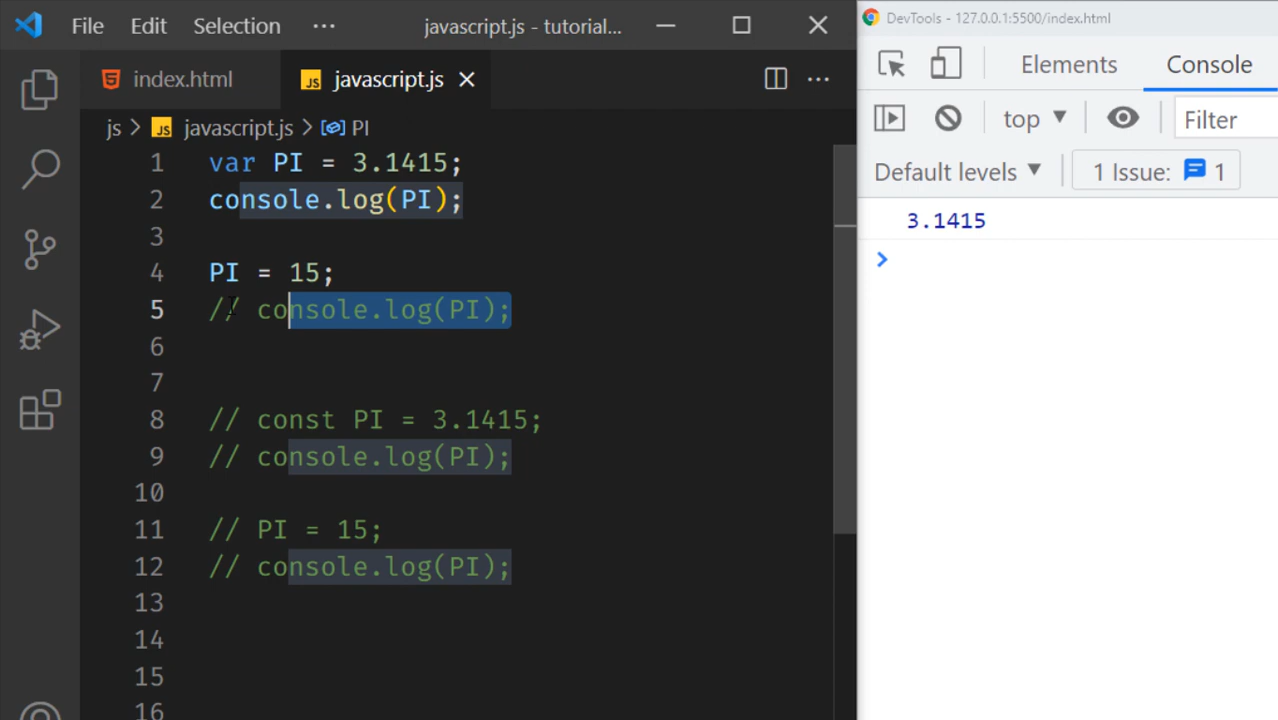 File Edit Selection ··· javascript.js - tutorial...
index.html JS javascript.js
js > JS javascript.js > PI
1 var PI = 3.1415;
2 console.log(PI);
3
4 PI = 15;
5 // console.log(PI);
6
7
8 // const PI = 3.1415;
9 // console.log(PI);
10
11 // PI = 15;
12 // console.log(PI);
13
14
15
16
DevTools - 127.0.0.1:5500/index.html
Elements Console
top Filter
Default levels 1 Issue: 1
3.1415
>